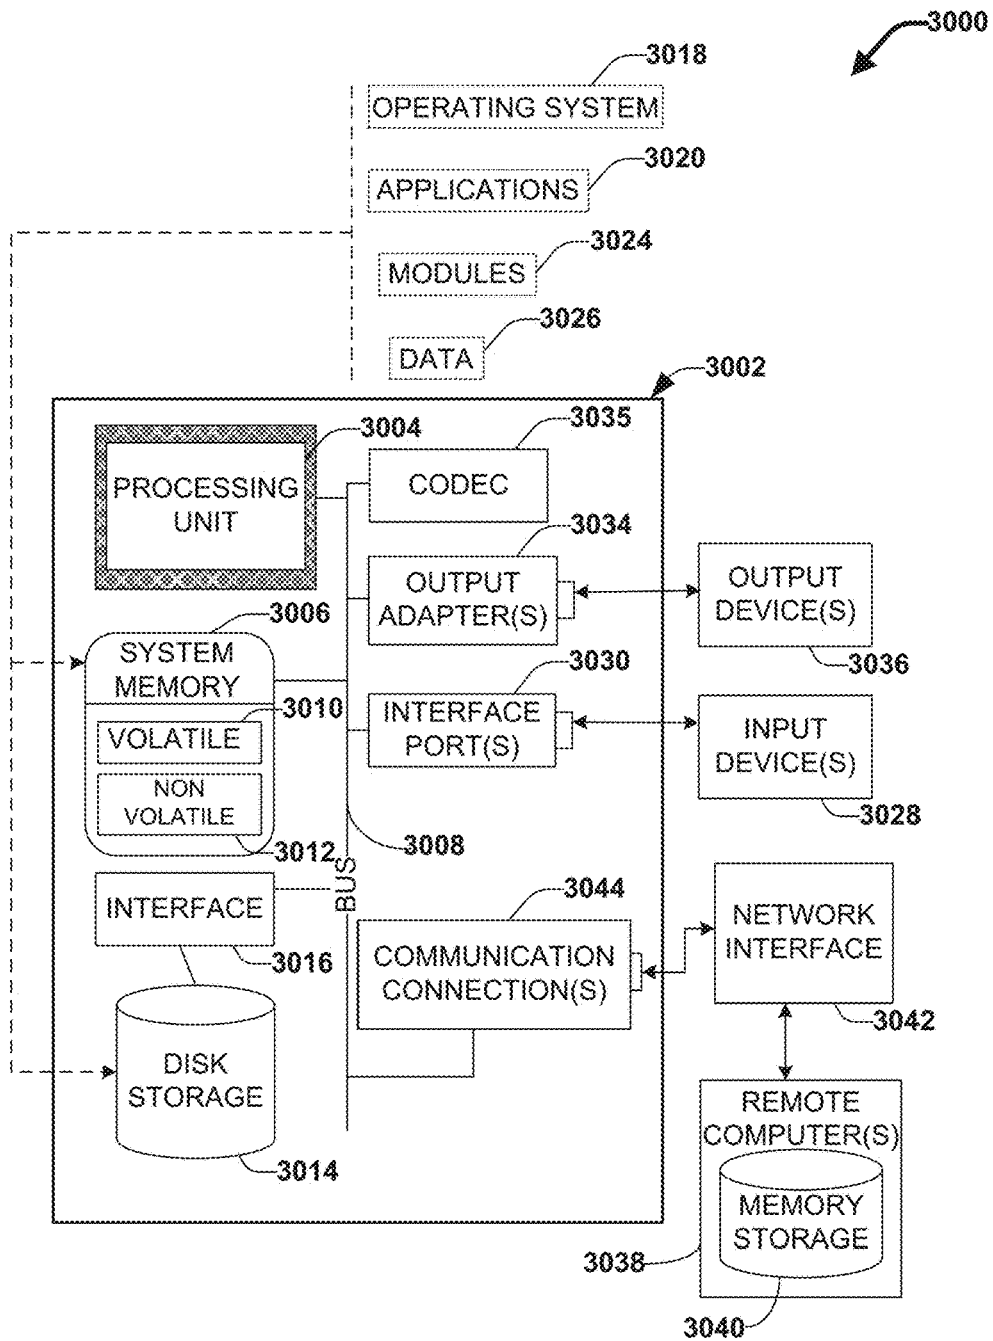 3000
3018
OPERATING SYSTEM
3020
APPLICATIONS
3024
MODULES
3026
DATA
3002
3004
PROCESSING
UNIT
3035
CODEC
3034
OUTPUT
ADAPTER(S)
OUTPUT
DEVICE(S)
3036
3006
SYSTEM
MEMORY
3010
VOLATILE
NON
VOLATILE
3012
3030
INTERFACE
PORT(S)
INPUT
DEVICE(S)
3028
3008
BUS
INTERFACE
3016
3044
COMMUNICATION
CONNECTION(S)
NETWORK
INTERFACE
3042
DISK
STORAGE
3014
REMOTE
COMPUTER(S)
MEMORY
STORAGE
3038
3040